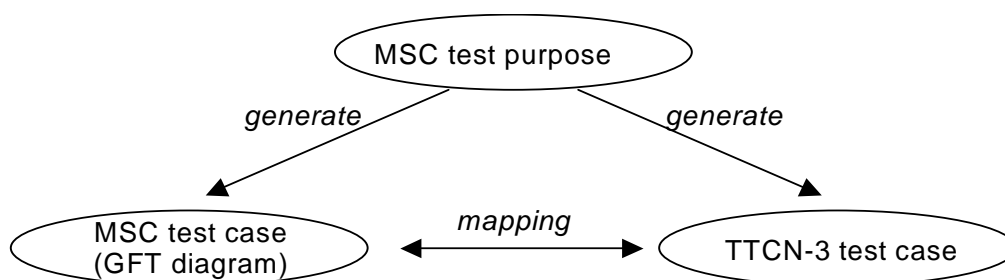 MSC test purpose
generate
generate
mapping
MSC test case
(GFT diagram)
TTCN-3 test case